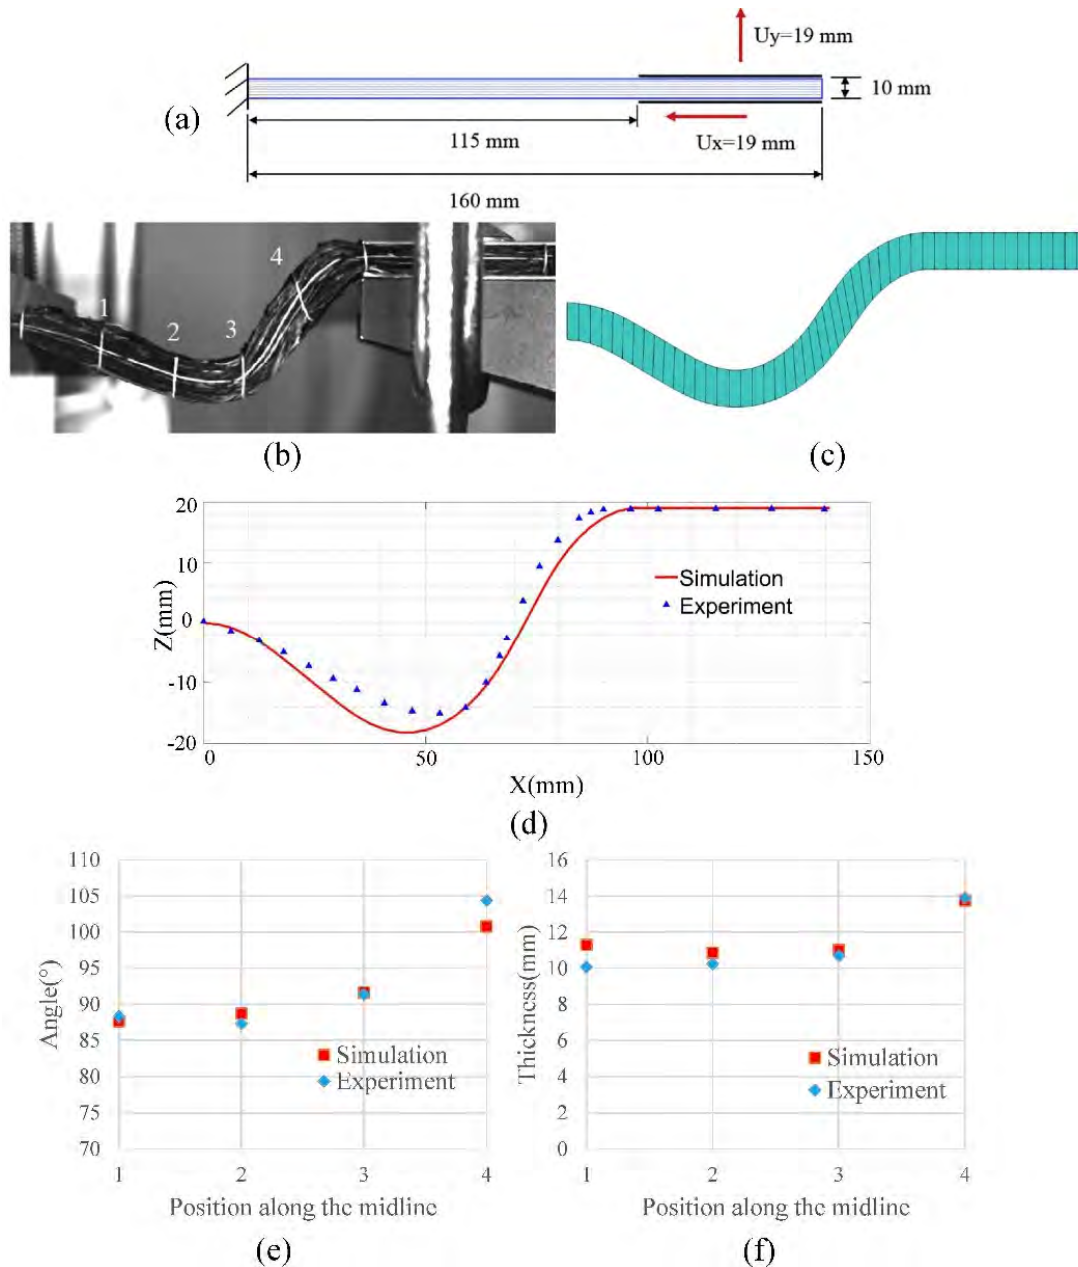 Uy=19 mm
10 mm
(a)
115 mm
Ux=19 mm
160 mm
1
2
3
4
(b)
(c)
20
10
0
-10
-20
Z(mm)
Simulation
Experiment
0
50
100
150
X(mm)
(d)
110
105
100
95
90
85
80
75
70
Angle(°)
Simulation
Experiment
1
2
3
4
Position along the midline
(e)
16
14
12
10
8
6
4
2
0
Thickness(mm)
Simulation
Experiment
1
2
3
4
Position along the midline
(f)